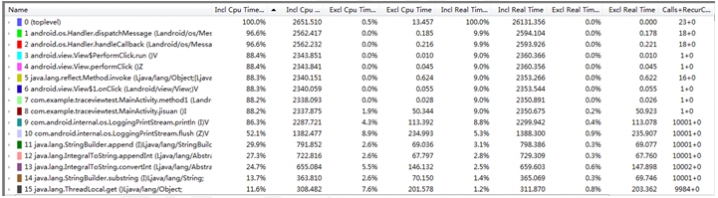 Name Incl Cpu Time... Incl Cpu ... Excl Cpu Time... Excl Cpu Time Incl Real Time... Incl Real Time Excl Real Time... Excl Real Time Calls+RecurC...
0 (toplevel) 100.0% 2651.510 0.5% 13.457 100.0% 26131.356 0.0% 0.000 23+0
1 android.os.Handler.dispatchMessage (Landroid/os/Messa 96.6% 2562.417 0.0% 0.185 9.9% 2594.104 0.0% 0.178 18+0
2 android.os.Handler.handleCallback (Landroid/os/Messa 96.6% 2562.232 0.0% 0.216 9.9% 2593.926 0.0% 0.221 18+0
3 android.view.View$PerformClick.run ()V 88.4% 2343.851 0.0% 0.010 9.0% 2360.366 0.0% 0.010 1+0
4 android.view.View.performClick ()Z 88.4% 2343.841 0.0% 0.045 9.0% 2356.356 0.0% 0.045 1+0
5 java.lang.reflect.Method.invoke (Ljava/lang/Object;[Ljav 88.3% 2340.150 0.0% 0.624 9.0% 2353.266 0.0% 0.622 16+0
6 android.view.View$1.onClick (Landroid/view/View;)V 88.3% 2340.059 0.0% 0.055 9.0% 2353.544 0.0% 0.055 1+0
7 com.example.traceviewtest.MainActivity.method1 (Landr 88.2% 2338.039 0.0% 0.028 9.0% 2350.891 0.0% 0.026 1+0
8 com.example.traceviewtest.MainActivity.jisuan ()I 88.2% 2337.875 1.9% 50.344 9.0% 2350.675 0.2% 50.923 1+0
9 com.android.internal.os.LoggingPrintStream.println (I)V 86.3% 2287.721 4.3% 113.392 8.8% 2299.942 0.4% 113.078 10001+0
10 com.android.internal.os.LoggingPrintStream.flush (Z)V 52.1% 1382.477 8.9% 234.993 5.3% 1388.300 0.9% 235.907 10001+0
11 java.lang.StringBuilder.append (I)Ljava/lang/StringBuild 29.9% 791.852 2.6% 69.036 3.1% 798.386 0.3% 69.077 10001+0
12 java.lang.IntegralToString.appendInt (Ljava/lang/Abstrac 27.3% 722.816 2.6% 67.797 2.8% 729.309 0.3% 67.760 10001+0
13 java.lang.IntegralToString.convertInt (Ljava/lang/Abstra 24.7% 655.084 5.5% 146.132 2.5% 659.603 0.6% 147.898 10002+0
14 java.lang.StringBuilder.substring (I)Ljava/lang/String; 13.7% 363.810 2.6% 70.150 1.4% 365.069 0.3% 69.746 10001+0
15 java.lang.ThreadLocal.get ()Ljava/lang/Object; 11.6% 308.482 7.6% 201.578 1.2% 311.870 0.8% 203.362 9984+0